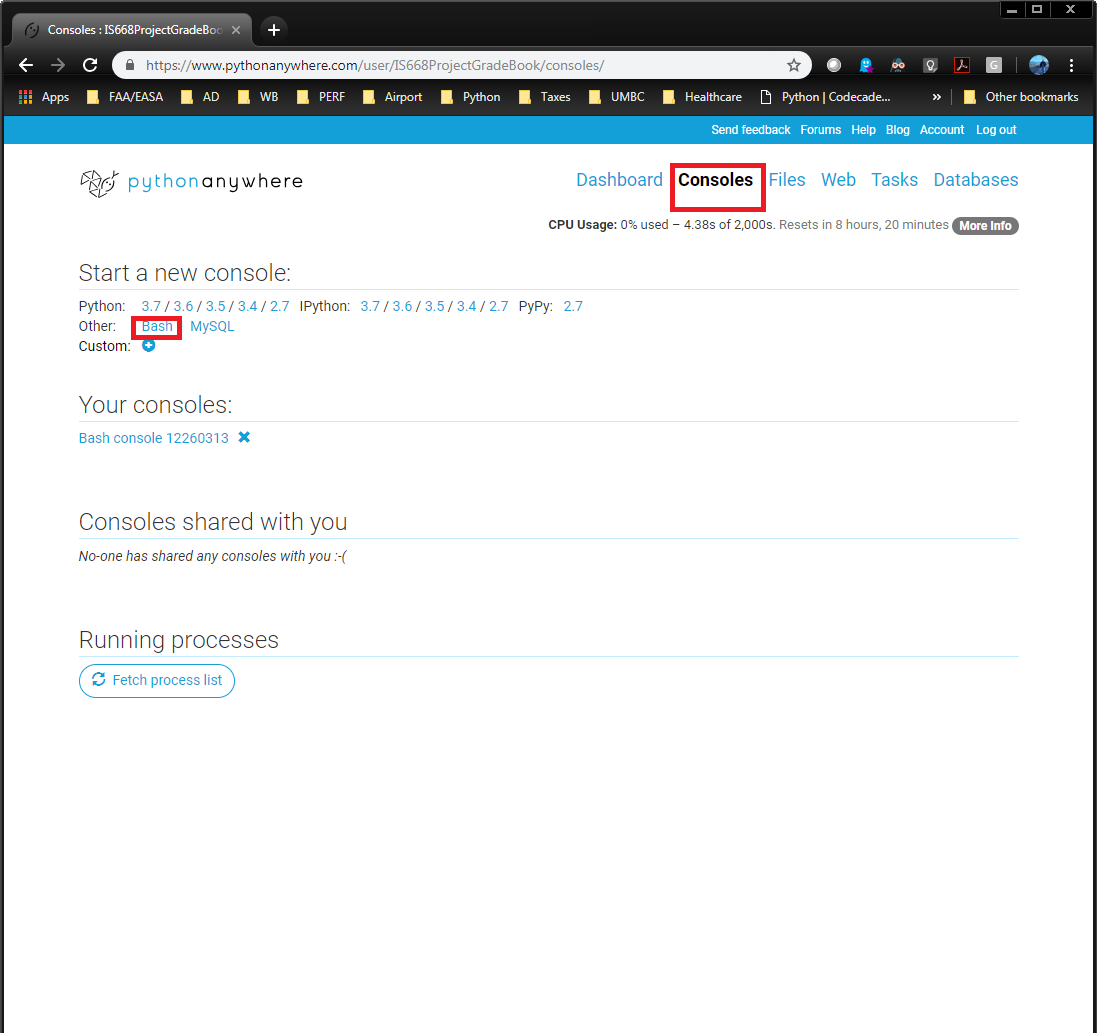 Consoles : IS668ProjectGradeBoo
https://www.pythonanywhere.com/user/IS668ProjectGradeBook/consoles/
Apps FAA/EASA AD WB PERF Airport Python Taxes UMBC Healthcare Python | Codecade... » Other bookmarks
Send feedback Forums Help Blog Account Log out
pythonanywhere
Dashboard Consoles Files Web Tasks Databases
CPU Usage: 0% used – 4.38s of 2,000s. Resets in 8 hours, 20 minutes More Info
Start a new console:
Python: 3.7 / 3.6 / 3.5 / 3.4 / 2.7 IPython: 3.7 / 3.6 / 3.5 / 3.4 / 2.7 PyPy: 2.7
Other: Bash MySQL
Custom:
Your consoles:
Bash console 12260313
Consoles shared with you
No-one has shared any consoles with you :-(
Running processes
Fetch process list